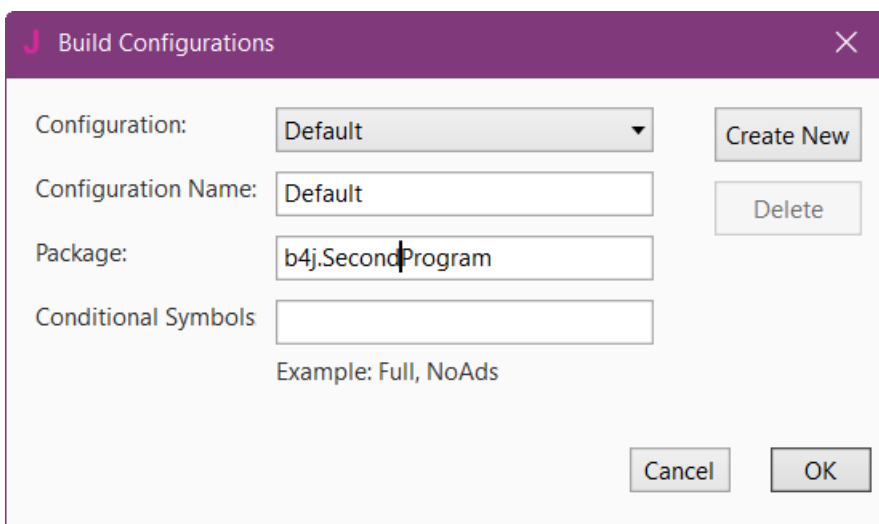 J Build Configurations
Configuration: Default Create New
Configuration Name: Default Delete
Package: b4j.SecondProgram
Conditional Symbols
Example: Full, NoAds
Cancel OK